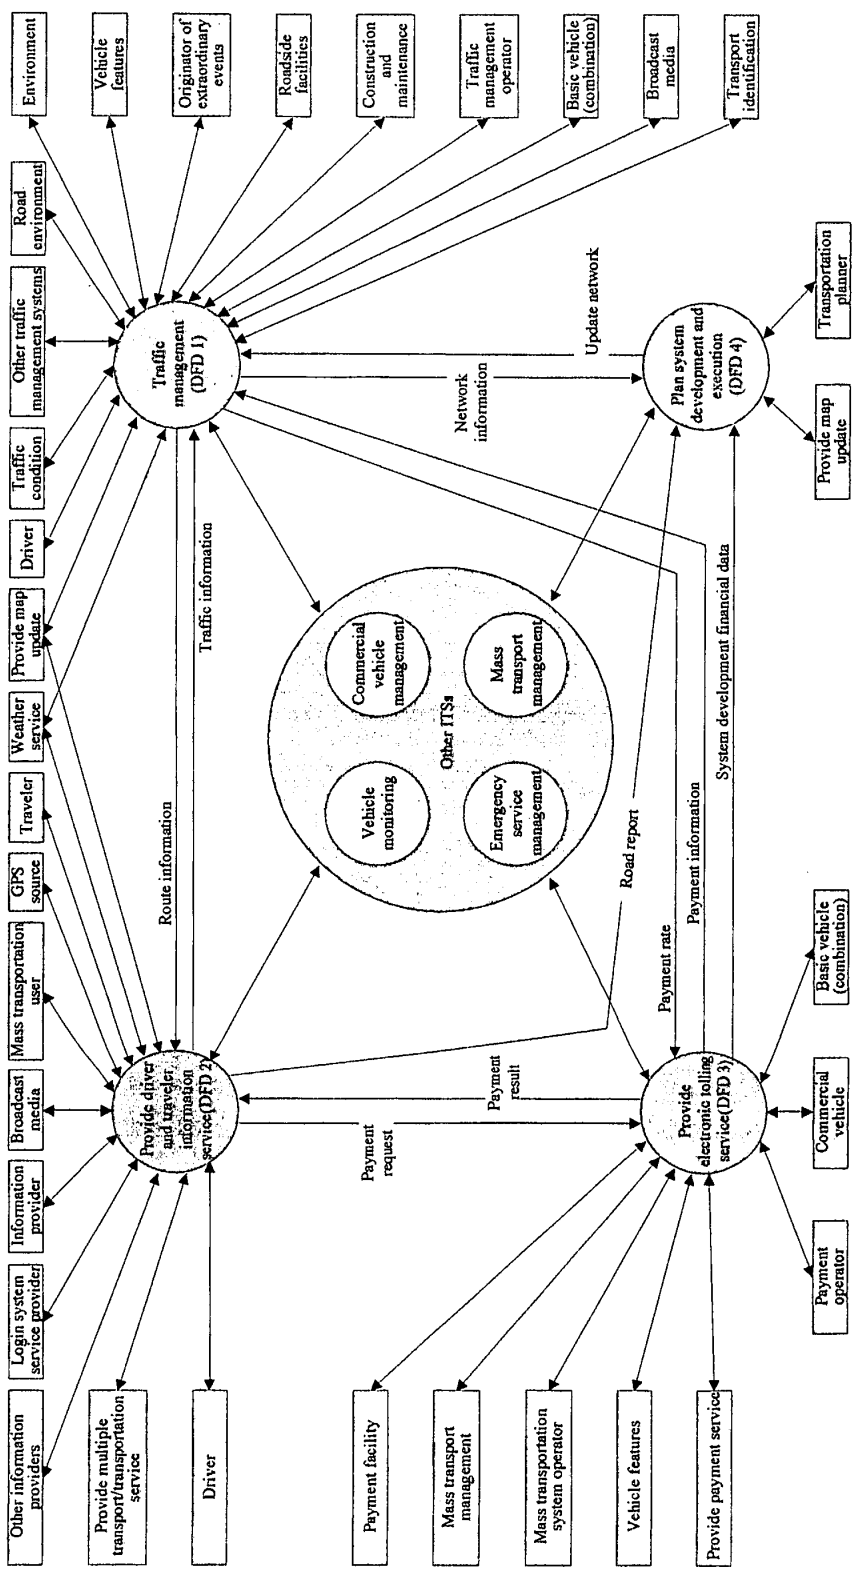 Other information
providers
Login system
service provider
Information
provider
Broadcast
media
Mass transportation
user
GPS
source
Traveler
Weather
service
Provide map
update
Driver
Traffic
condition
Other traffic
management systems
Road
environment
Environment
Vehicle
features
Originator of
extraordinary
events
Roadside
facilities
Construction
and
maintenance
Traffic
management
operator
Basic vehicle
(combination)
Broadcast
media
Transport
identification
Provide multiple
transport/transportation
service
Driver
Provide driver
and traveler
information
service(DFD 2)
Route information
Traffic information
Traffic
management
(DFD 1)
Payment
request
Payment
result
Vehicle
monitoring
Commercial
vehicle
management
Other ITSs
Emergency
service
management
Mass
transport
management
Network
information
Update network
Road report
Payment rate
Payment information
System development financial data
Payment facility
Mass transport
management
Mass transportation
system operator
Vehicle features
Provide payment service
Provide
electronic tolling
service(DFD 3)
Plan system
development and
execution
(DFD 4)
Payment
operator
Commercial
vehicle
Basic vehicle
(combination)
Provide map
update
Transportation
planner